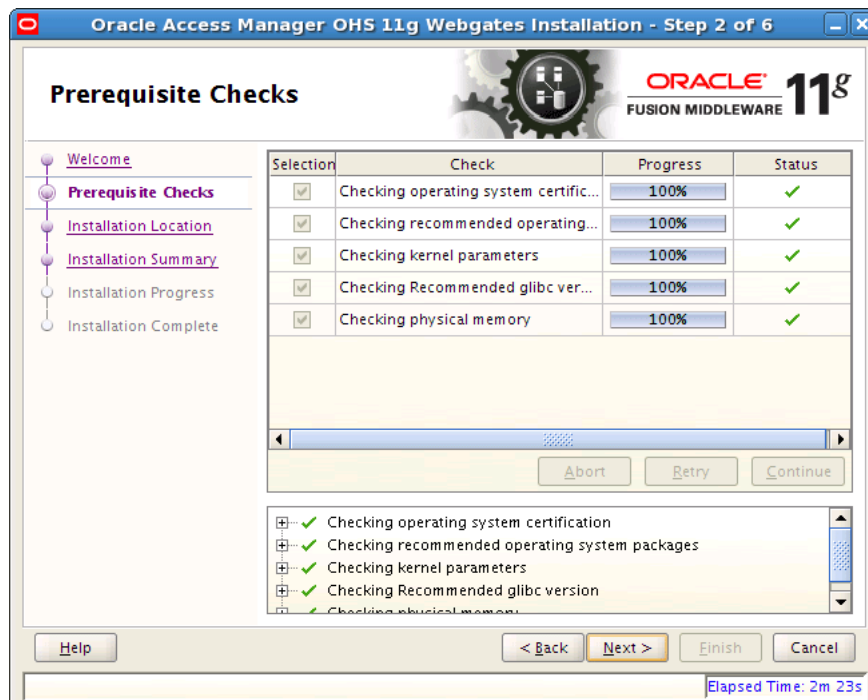 Oracle Access Manager OHS 11g Webgates Installation - Step 2 of 6
Prerequisite Checks
ORACLE
FUSION MIDDLEWARE 11g
Welcome
Prerequisite Checks
Installation Location
Installation Summary
Installation Progress
Installation Complete
Selection Check Progress Status
Checking operating system certific... 100%
Checking recommended operating... 100%
Checking kernel parameters 100%
Checking Recommended glibc ver... 100%
Checking physical memory 100%
Abort Retry Continue
Checking operating system certification
Checking recommended operating system packages
Checking kernel parameters
Checking Recommended glibc version
Checking physical memory
Help < Back Next > Finish Cancel
Elapsed Time: 2m 23s